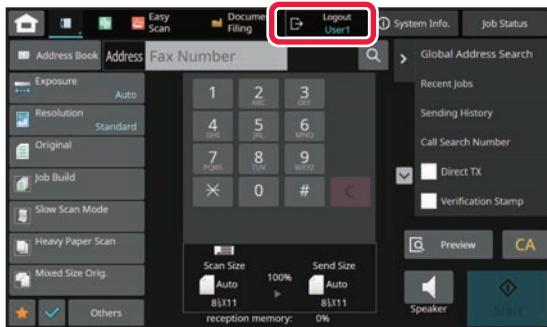 Easy
Scan
Docume
Filing
Logout
User1
System Info.
Job Status
Address Book
Address
Fax Number
Global Address Search
Exposure
Auto
Resolution
Standard
Original
Job Build
Slow Scan Mode
Heavy Paper Scan
Mixed Size Orig.
Others
1
2
ABC
3
DEF
4
GHI
5
JKL
6
MNO
7
PQRS
8
TUV
9
WXYZ
0
#
C
Recent Jobs
Sending History
Call Search Number
Direct TX
Verification Stamp
Preview
CA
Scan Size
Send Size
Auto
100%
Auto
8½X11
8½X11
reception memory:
0%
Speaker
Start